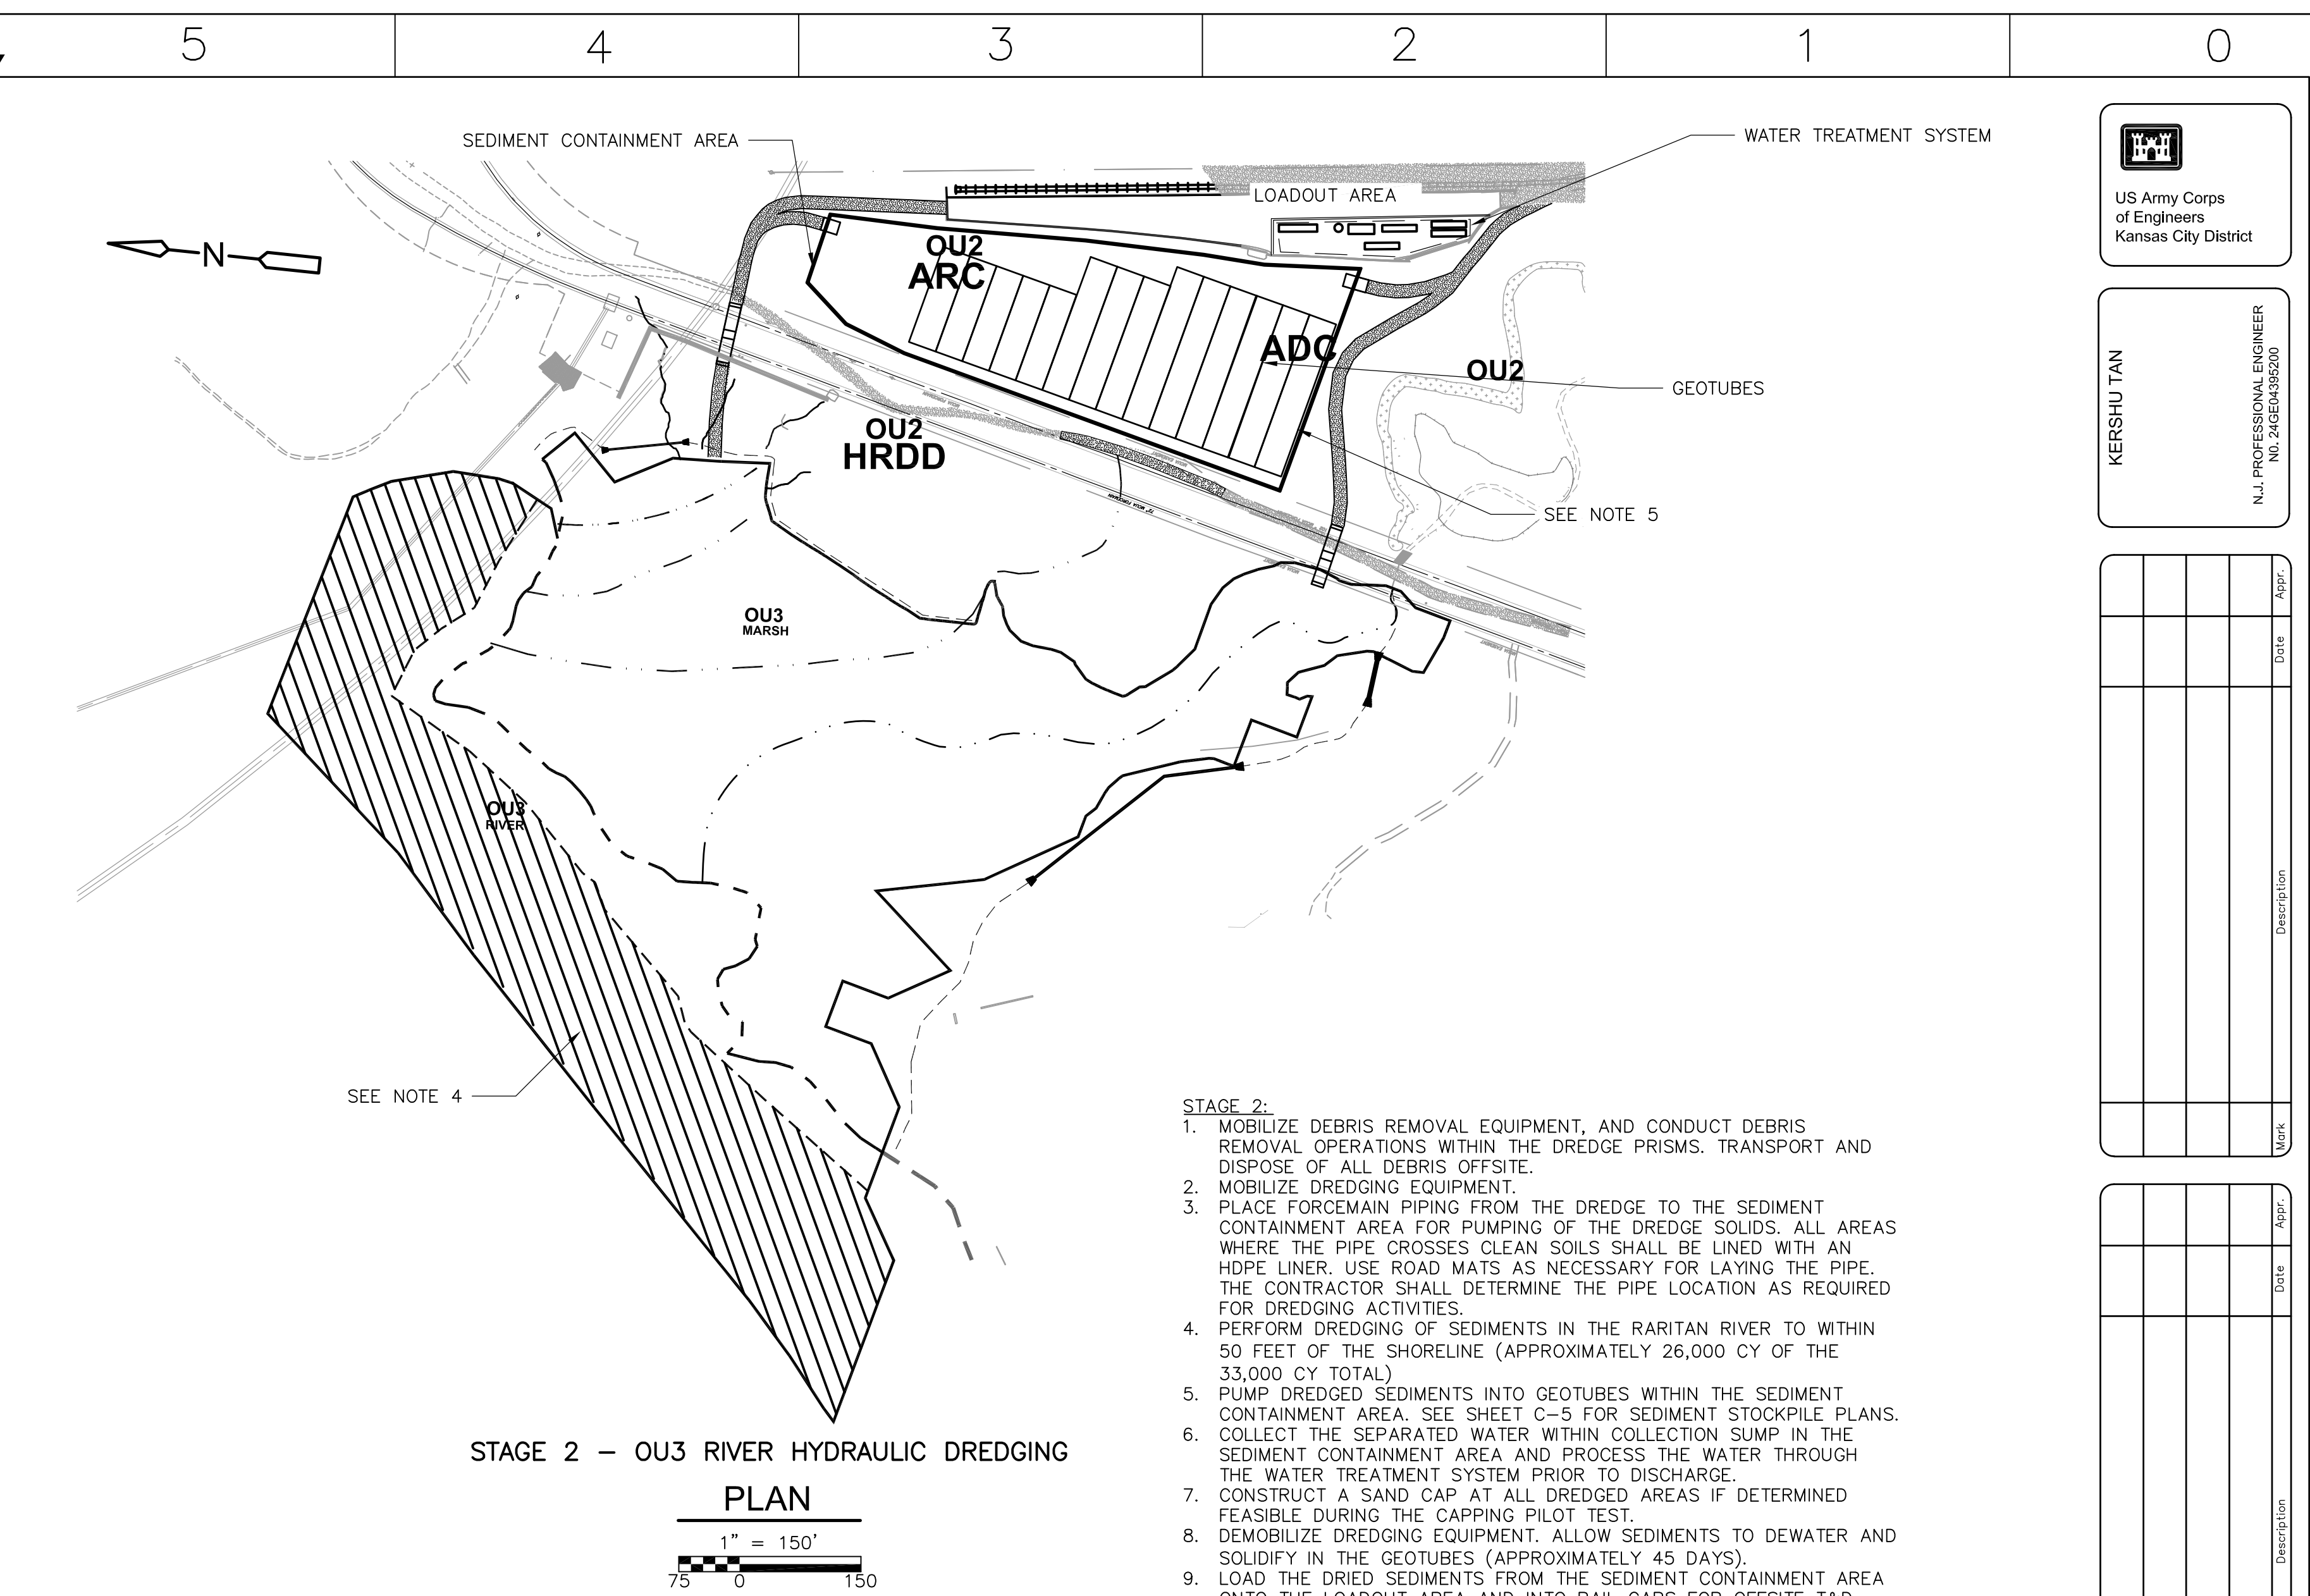 5 4 3 2 1 0
SEDIMENT CONTAINMENT AREA
WATER TREATMENT SYSTEM
LOADOUT AREA
N
OU2
ARC
ADC
OU2
GEOTUBES
OU2
HRDD
SEE NOTE 5
OU3
MARSH
OU3
RIVER
SEE NOTE 4
STAGE 2 – OU3 RIVER HYDRAULIC DREDGING
PLAN
1" = 150'
75 0 150
STAGE 2:
1. MOBILIZE DEBRIS REMOVAL EQUIPMENT, AND CONDUCT DEBRIS
REMOVAL OPERATIONS WITHIN THE DREDGE PRISMS. TRANSPORT AND
DISPOSE OF ALL DEBRIS OFFSITE.
2. MOBILIZE DREDGING EQUIPMENT.
3. PLACE FORCEMAIN PIPING FROM THE DREDGE TO THE SEDIMENT
CONTAINMENT AREA FOR PUMPING OF THE DREDGE SOLIDS. ALL AREAS
WHERE THE PIPE CROSSES CLEAN SOILS SHALL BE LINED WITH AN
HDPE LINER. USE ROAD MATS AS NECESSARY FOR LAYING THE PIPE.
THE CONTRACTOR SHALL DETERMINE THE PIPE LOCATION AS REQUIRED
FOR DREDGING ACTIVITIES.
4. PERFORM DREDGING OF SEDIMENTS IN THE RARITAN RIVER TO WITHIN
50 FEET OF THE SHORELINE (APPROXIMATELY 26,000 CY OF THE
33,000 CY TOTAL)
5. PUMP DREDGED SEDIMENTS INTO GEOTUBES WITHIN THE SEDIMENT
CONTAINMENT AREA. SEE SHEET C–5 FOR SEDIMENT STOCKPILE PLANS.
6. COLLECT THE SEPARATED WATER WITHIN COLLECTION SUMP IN THE
SEDIMENT CONTAINMENT AREA AND PROCESS THE WATER THROUGH
THE WATER TREATMENT SYSTEM PRIOR TO DISCHARGE.
7. CONSTRUCT A SAND CAP AT ALL DREDGED AREAS IF DETERMINED
FEASIBLE DURING THE CAPPING PILOT TEST.
8. DEMOBILIZE DREDGING EQUIPMENT. ALLOW SEDIMENTS TO DEWATER AND
SOLIDIFY IN THE GEOTUBES (APPROXIMATELY 45 DAYS).
9. LOAD THE DRIED SEDIMENTS FROM THE SEDIMENT CONTAINMENT AREA
ONTO THE LOADOUT AREA AND INTO RAIL CARS FOR OFFSITE T&D
US Army Corps
of Engineers
Kansas City District
KERSHU TAN
N.J. PROFESSIONAL ENGINEER
N0. 24GE04395200
Appr.
Date
Description
Mark
Appr.
Date
Description